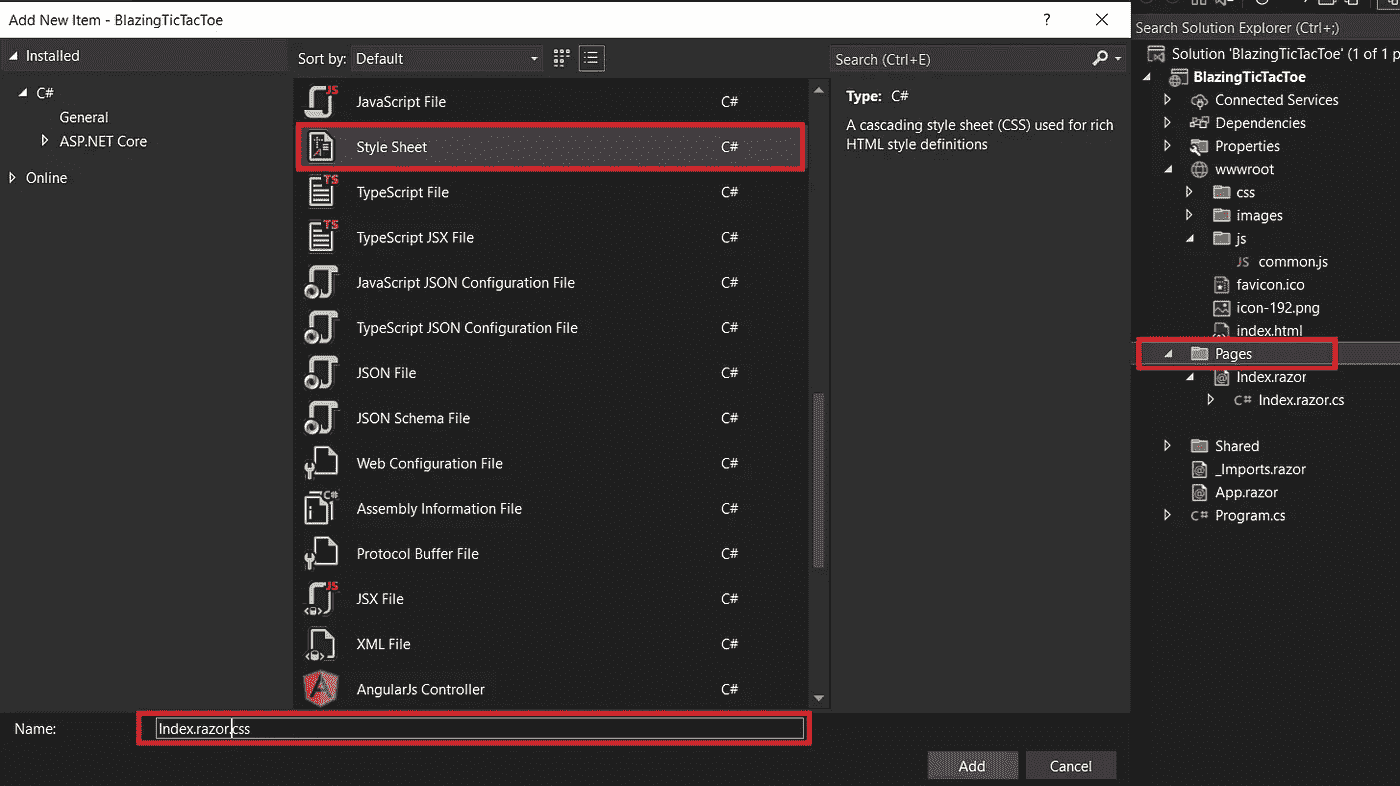 Add New Item - BlazingTicTacToe
?
Installed
C#
General
ASP.NET Core
Online
Sort by: Default
JavaScript File C#
Style Sheet C#
TypeScript File C#
TypeScript JSX File C#
JavaScript JSON Configuration File C#
TypeScript JSON Configuration File C#
JSON File C#
JSON Schema File C#
Web Configuration File C#
Assembly Information File C#
Protocol Buffer File C#
JSX File C#
XML File C#
AngularJs Controller C#
Search (Ctrl+E)
Type: C#
A cascading style sheet (CSS) used for rich
HTML style definitions
Name: Index.razor.css
Add Cancel
Search Solution Explorer (Ctrl+;)
Solution 'BlazingTicTacToe' (1 of 1 p
BlazingTicTacToe
Connected Services
Dependencies
Properties
wwwroot
css
images
js
JS common.js
favicon.ico
icon-192.png
index.html
Pages
Index.razor
C# Index.razor.cs
Shared
_Imports.razor
App.razor
C# Program.cs